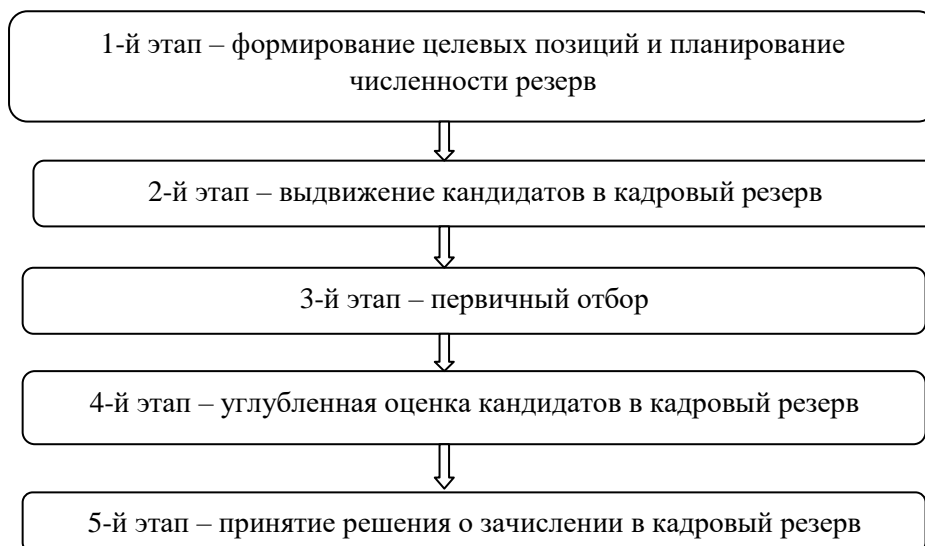 1-й этап – формирование целевых позиций и планирование
численности резерв
2-й этап – выдвижение кандидатов в кадровый резерв
3-й этап – первичный отбор
4-й этап – углубленная оценка кандидатов в кадровый резерв
5-й этап – принятие решения о зачислении в кадровый резерв